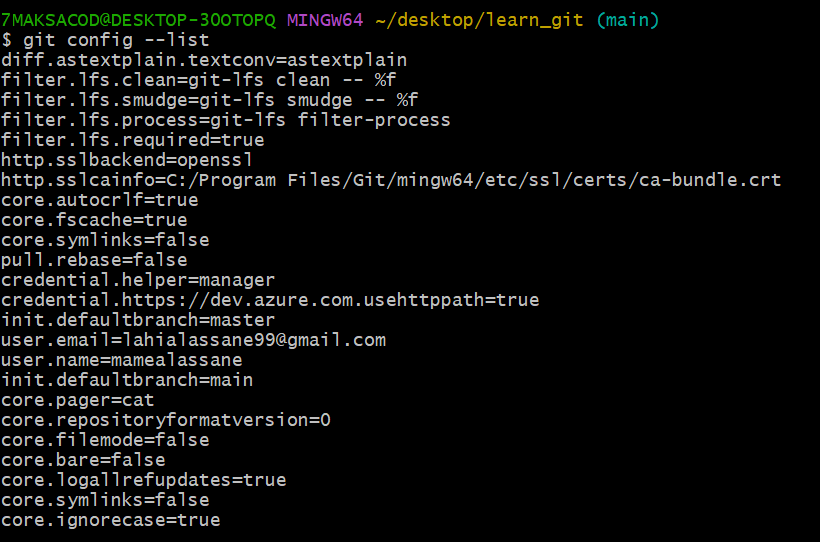 7MAKSACOD@DESKTOP-3OOTOPQ MINGW64 ~/desktop/learn_git (main)
$ git config --list
diff.astextplain.textconv=astextplain
filter.lfs.clean=git-lfs clean -- %f
filter.lfs.smudge=git-lfs smudge -- %f
filter.lfs.process=git-lfs filter-process
filter.lfs.required=true
http.sslbackend=openssl
http.sslcainfo=C:/Program Files/Git/mingw64/etc/ssl/certs/ca-bundle.crt
core.autocrlf=true
core.fscache=true
core.symlinks=false
pull.rebase=false
credential.helper=manager
credential.https://dev.azure.com.usehttppath=true
init.defaultbranch=master
user.email=lahialassane99@gmail.com
user.name=mamealassane
init.defaultbranch=main
core.pager=cat
core.repositoryformatversion=0
core.filemode=false
core.bare=false
core.logallrefupdates=true
core.symlinks=false
core.ignorecase=true